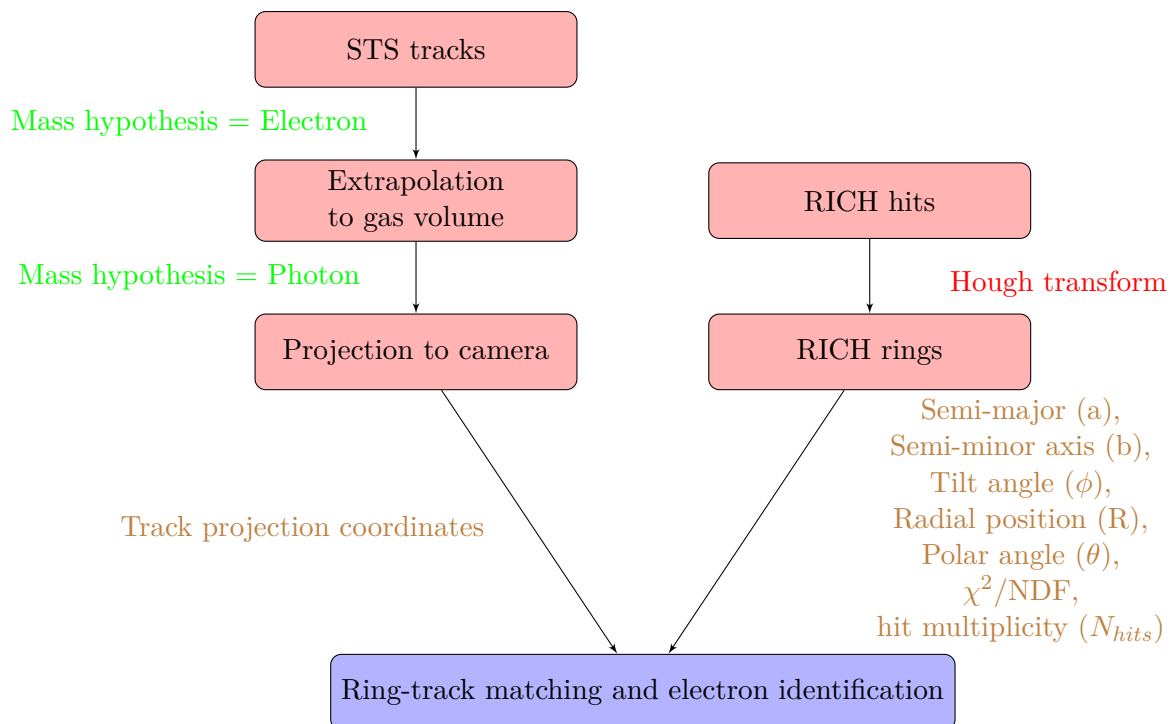 STS tracks
Mass hypothesis = Electron
Extrapolation
to gas volume
RICH hits
Mass hypothesis = Photon
Hough transform
Projection to camera
RICH rings
Semi-major (a),
Semi-minor axis (b),
Tilt angle (ϕ),
Radial position (R),
Polar angle (θ),
χ²/NDF,
hit multiplicity (N_{hits})
Track projection coordinates
Ring-track matching and electron identification